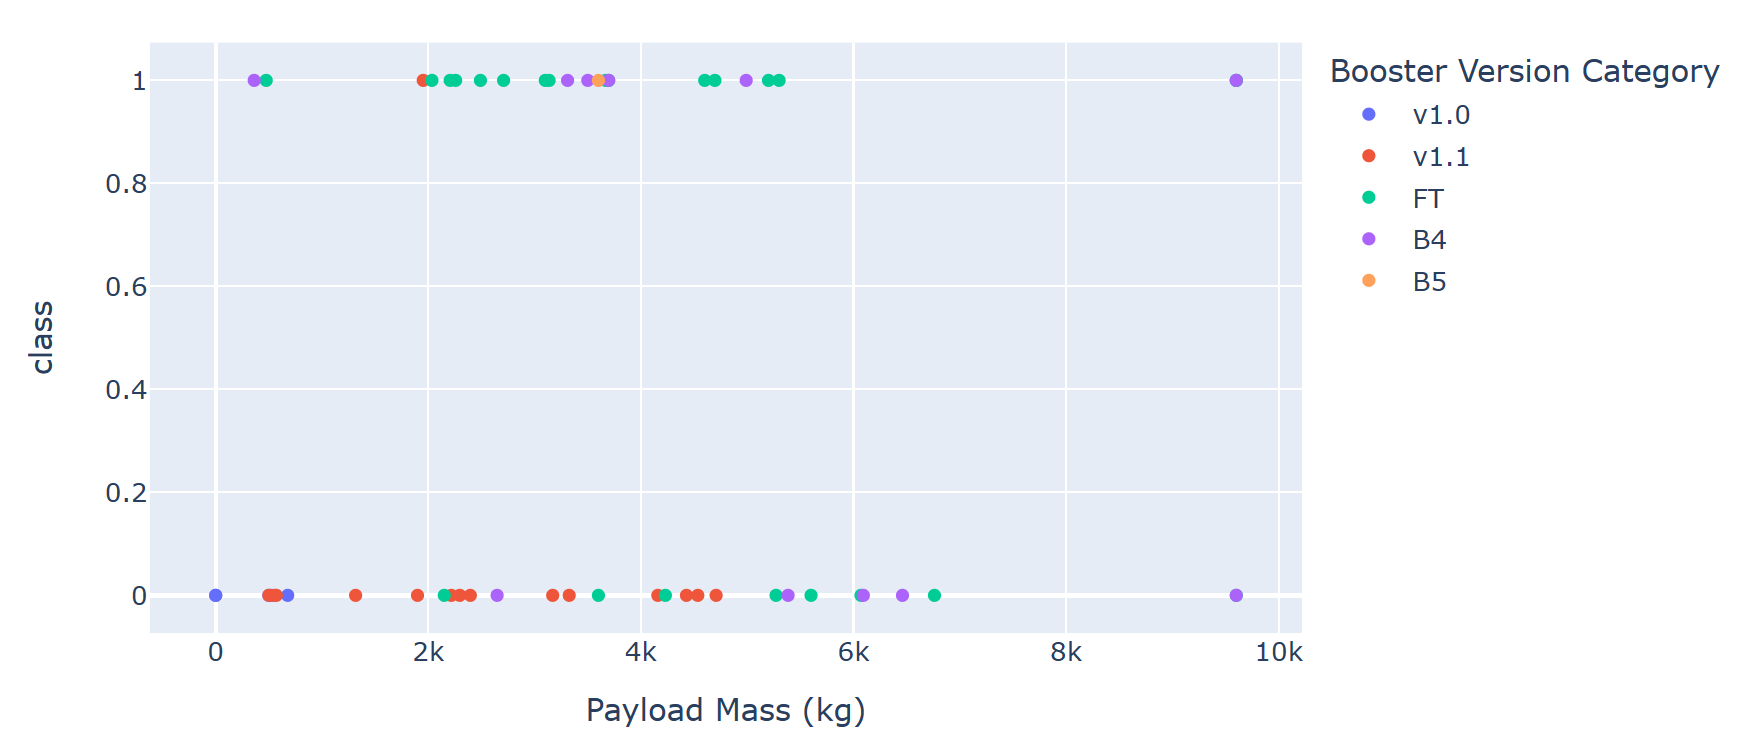 Booster Version Category
v1.0
v1.1
FT
B4
B5
class
1
0.8
0.6
0.4
0.2
0
0
2k
4k
6k
8k
10k
Payload Mass (kg)